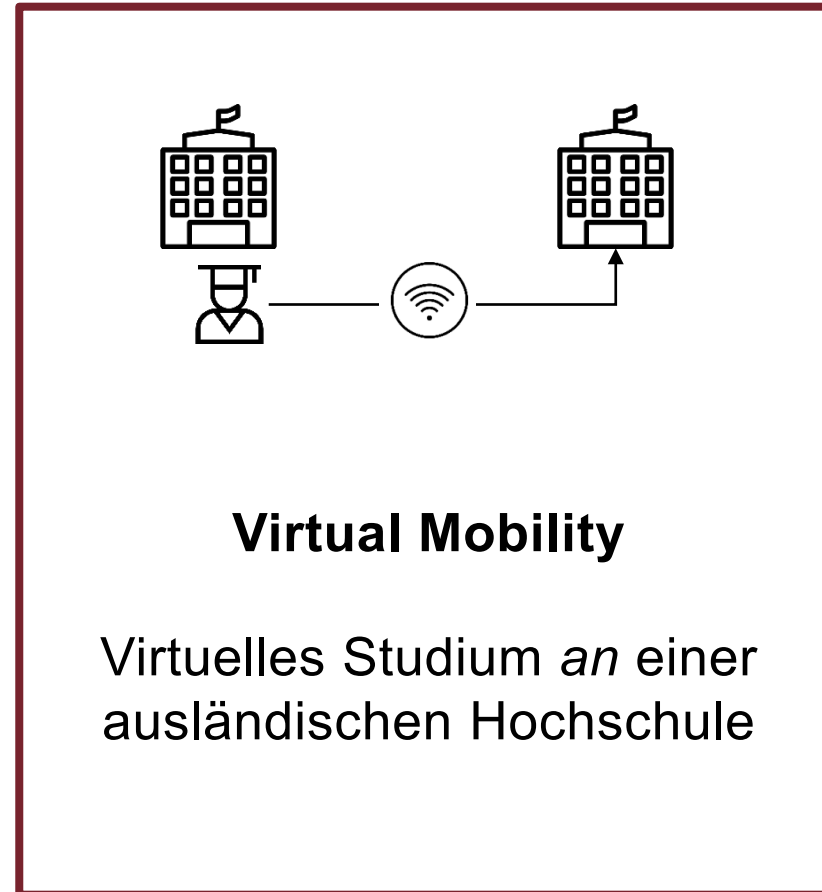 Virtual Mobility
Virtuelles Studium an einer
ausländischen Hochschule